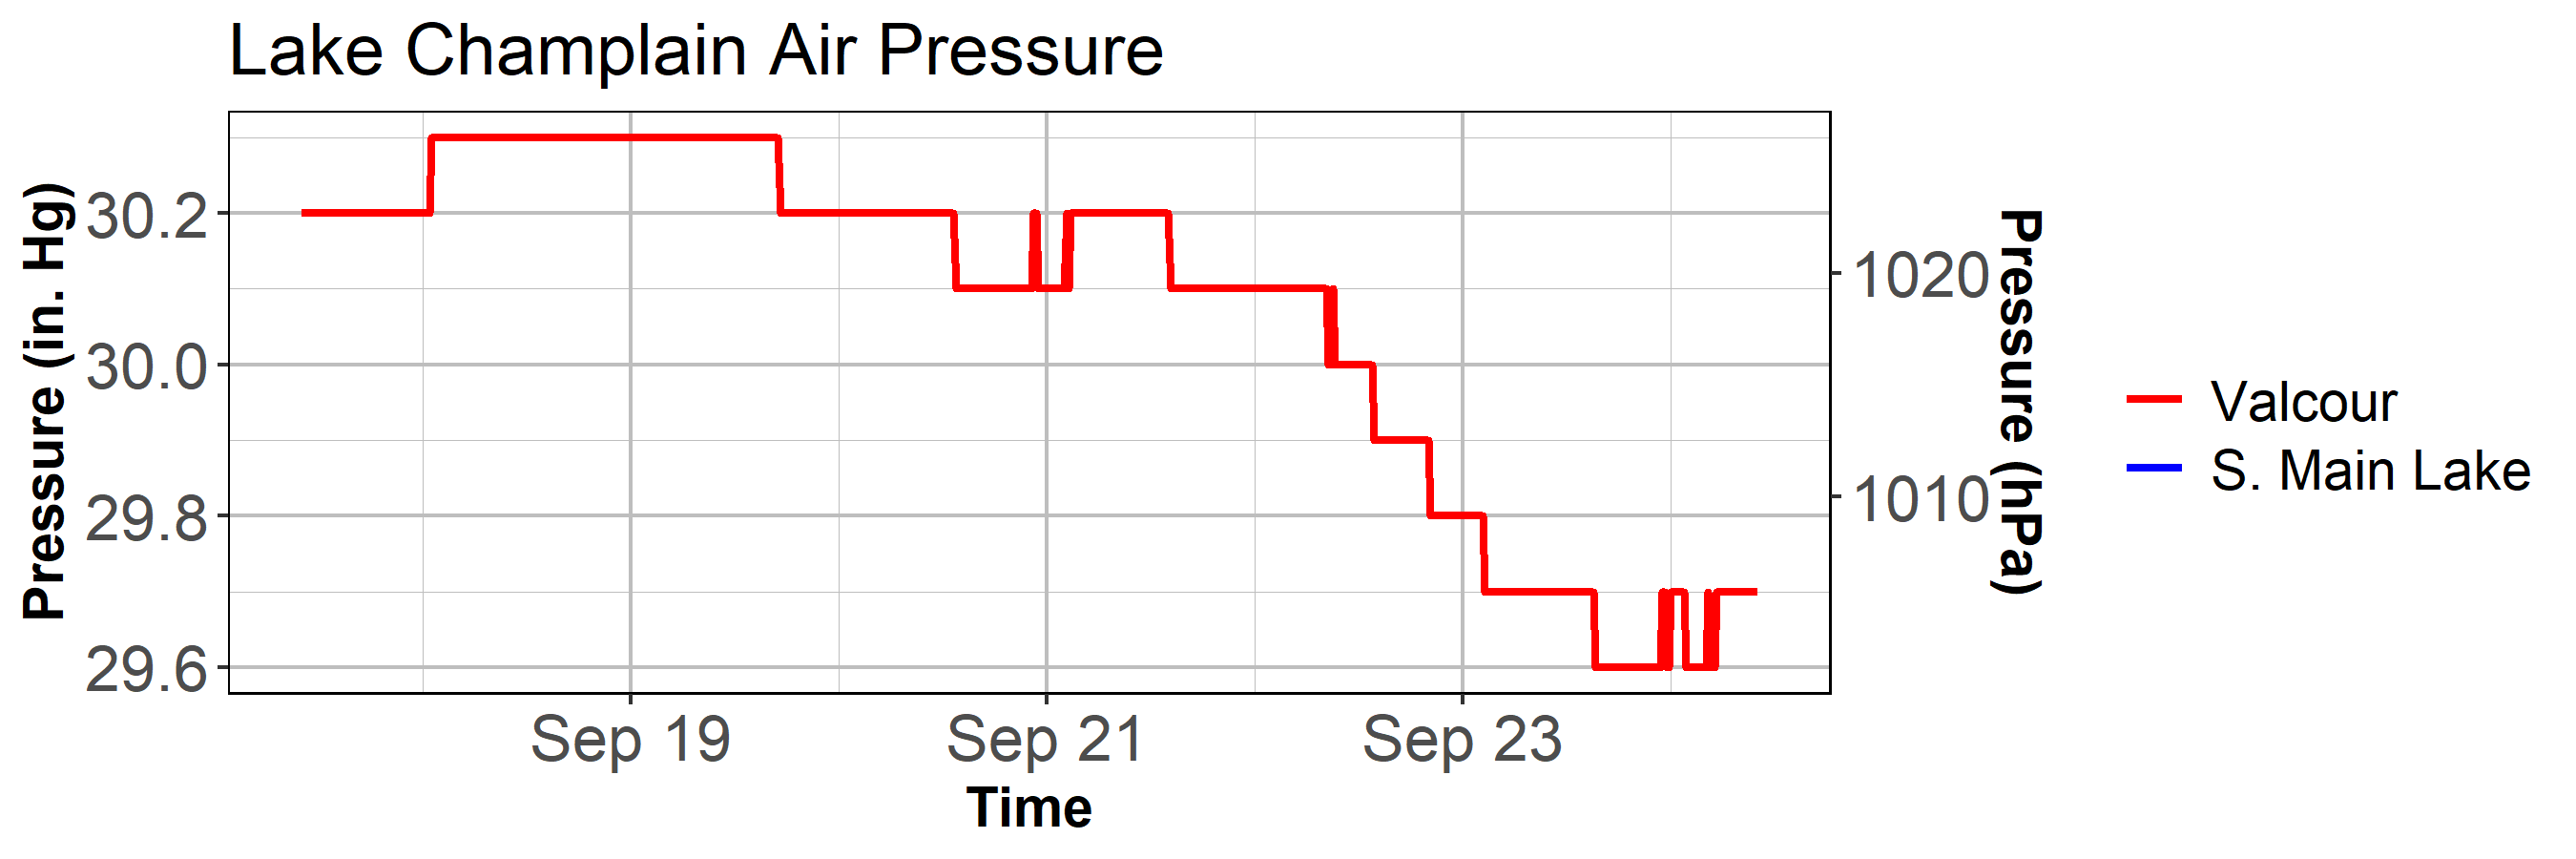 Lake Champlain Air Pressure
Pressure (in. Hg)
30.2
30.0
29.8
29.6
Sep 19
Sep 21
Sep 23
Time
1020
1010
Pressure (hPa)
Valcour
S. Main Lake